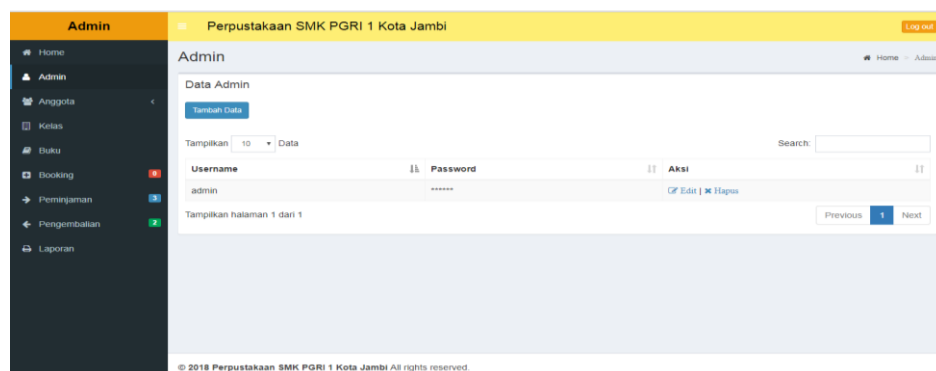 Admin
Perpustakaan SMK PGRI 1 Kota Jambi
Log out
Home
Admin
Anggota
Kelas
Buku
Booking 0
Peminjaman 3
Pengembalian 2
Laporan
Admin
Home > Admin
Data Admin
Tambah Data
Tampilkan 10 Data
Search:
Username Password Aksi
admin ****** Edit | Hapus
Tampilkan halaman 1 dari 1
Previous 1 Next
© 2018 Perpustakaan SMK PGRI 1 Kota Jambi All rights reserved.